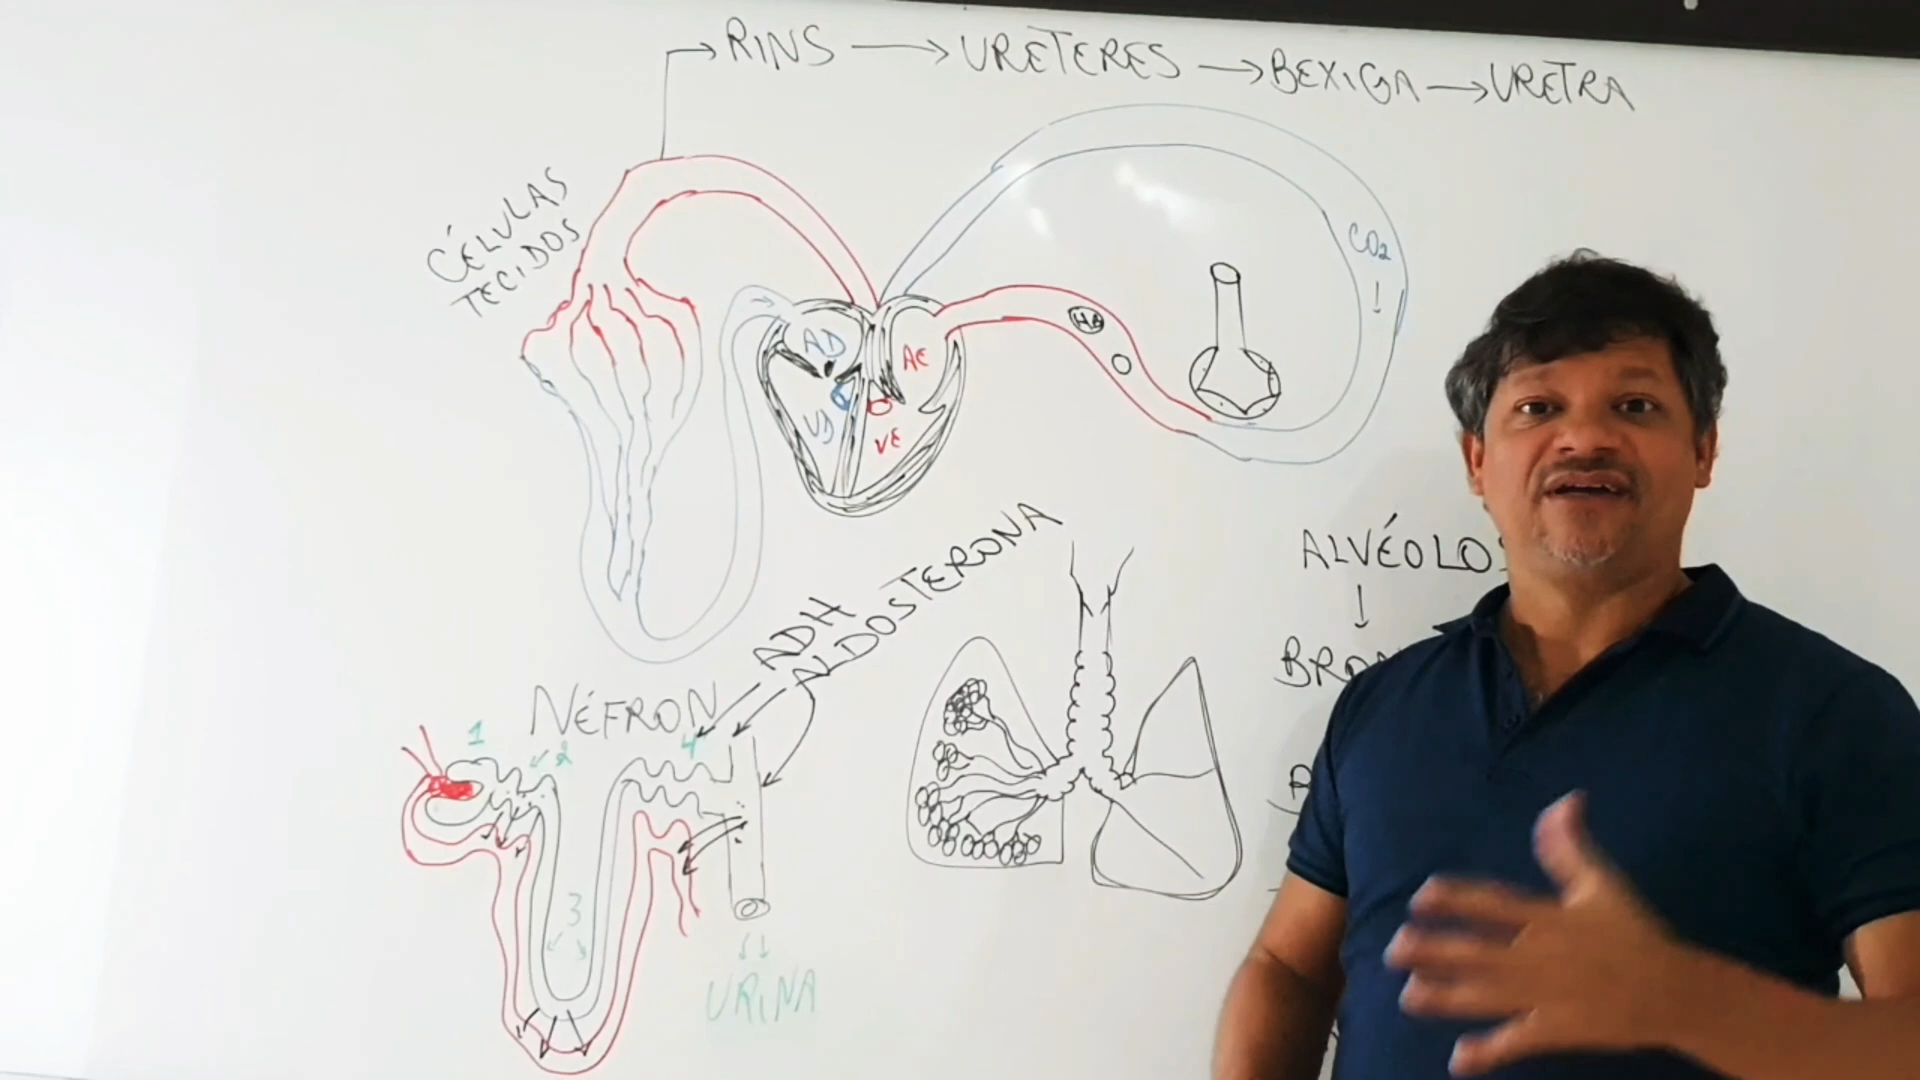 RINS → URETERES → BEXIGA → URETRA
CÉLULAS
TECIDOS
CO2
Hb
AD
AE
VD
VE
ADH
ALDOSTERONA
ALVÉOLOS
NÉFRON
1
2
4
3
URINA